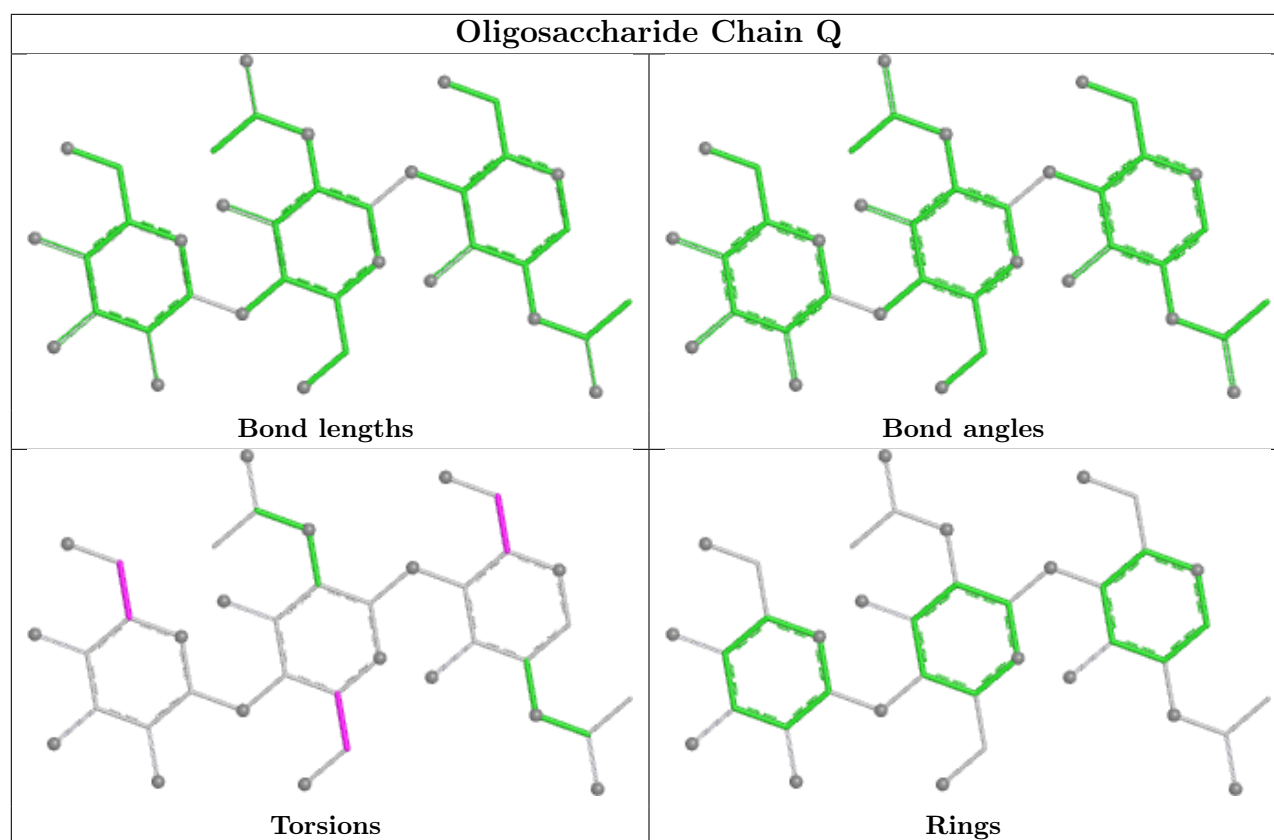 Oligosaccharide Chain Q
Bond lengths
Bond angles
Torsions
Rings